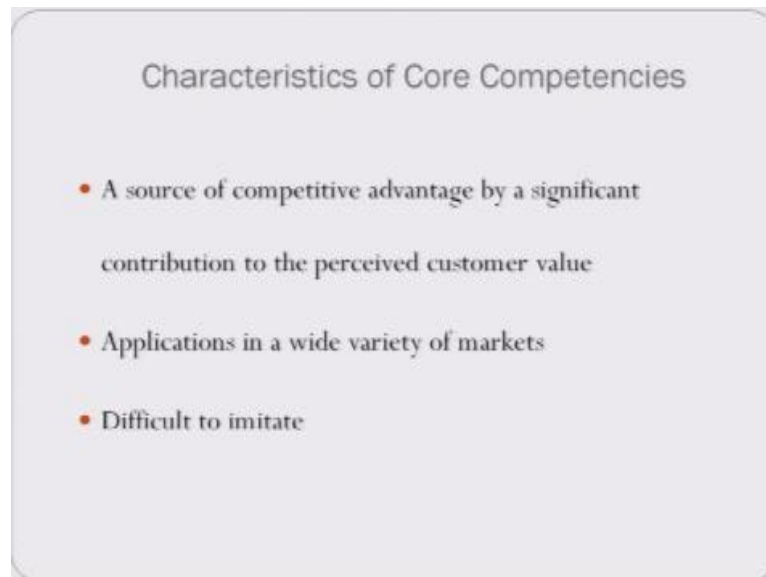 Characteristics of Core Competencies
• A source of competitive advantage by a significant
contribution to the perceived customer value
• Applications in a wide variety of markets
• Difficult to imitate